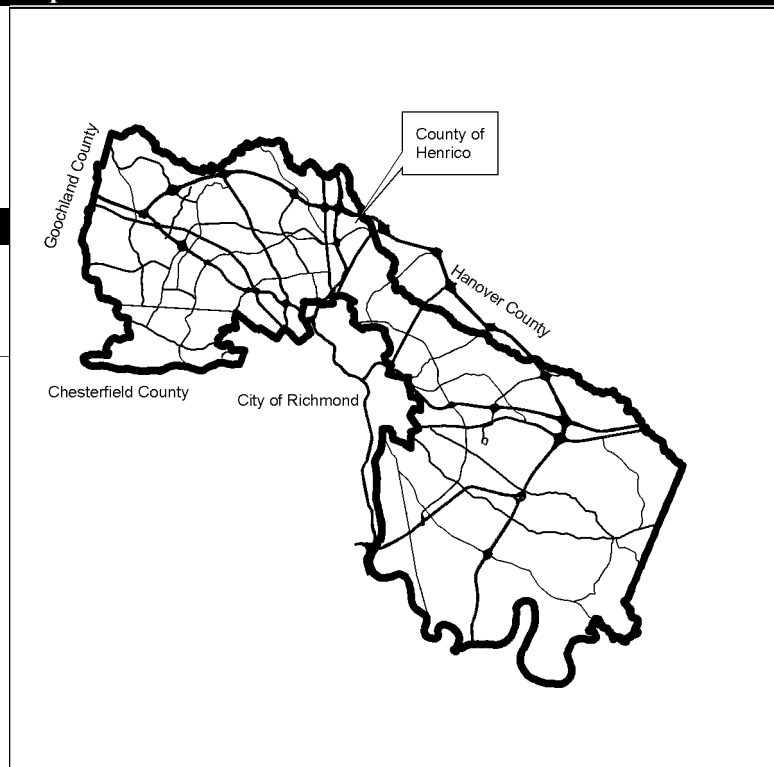 County of
Henrico
Goochland County
Hanover County
Chesterfield County
City of Richmond